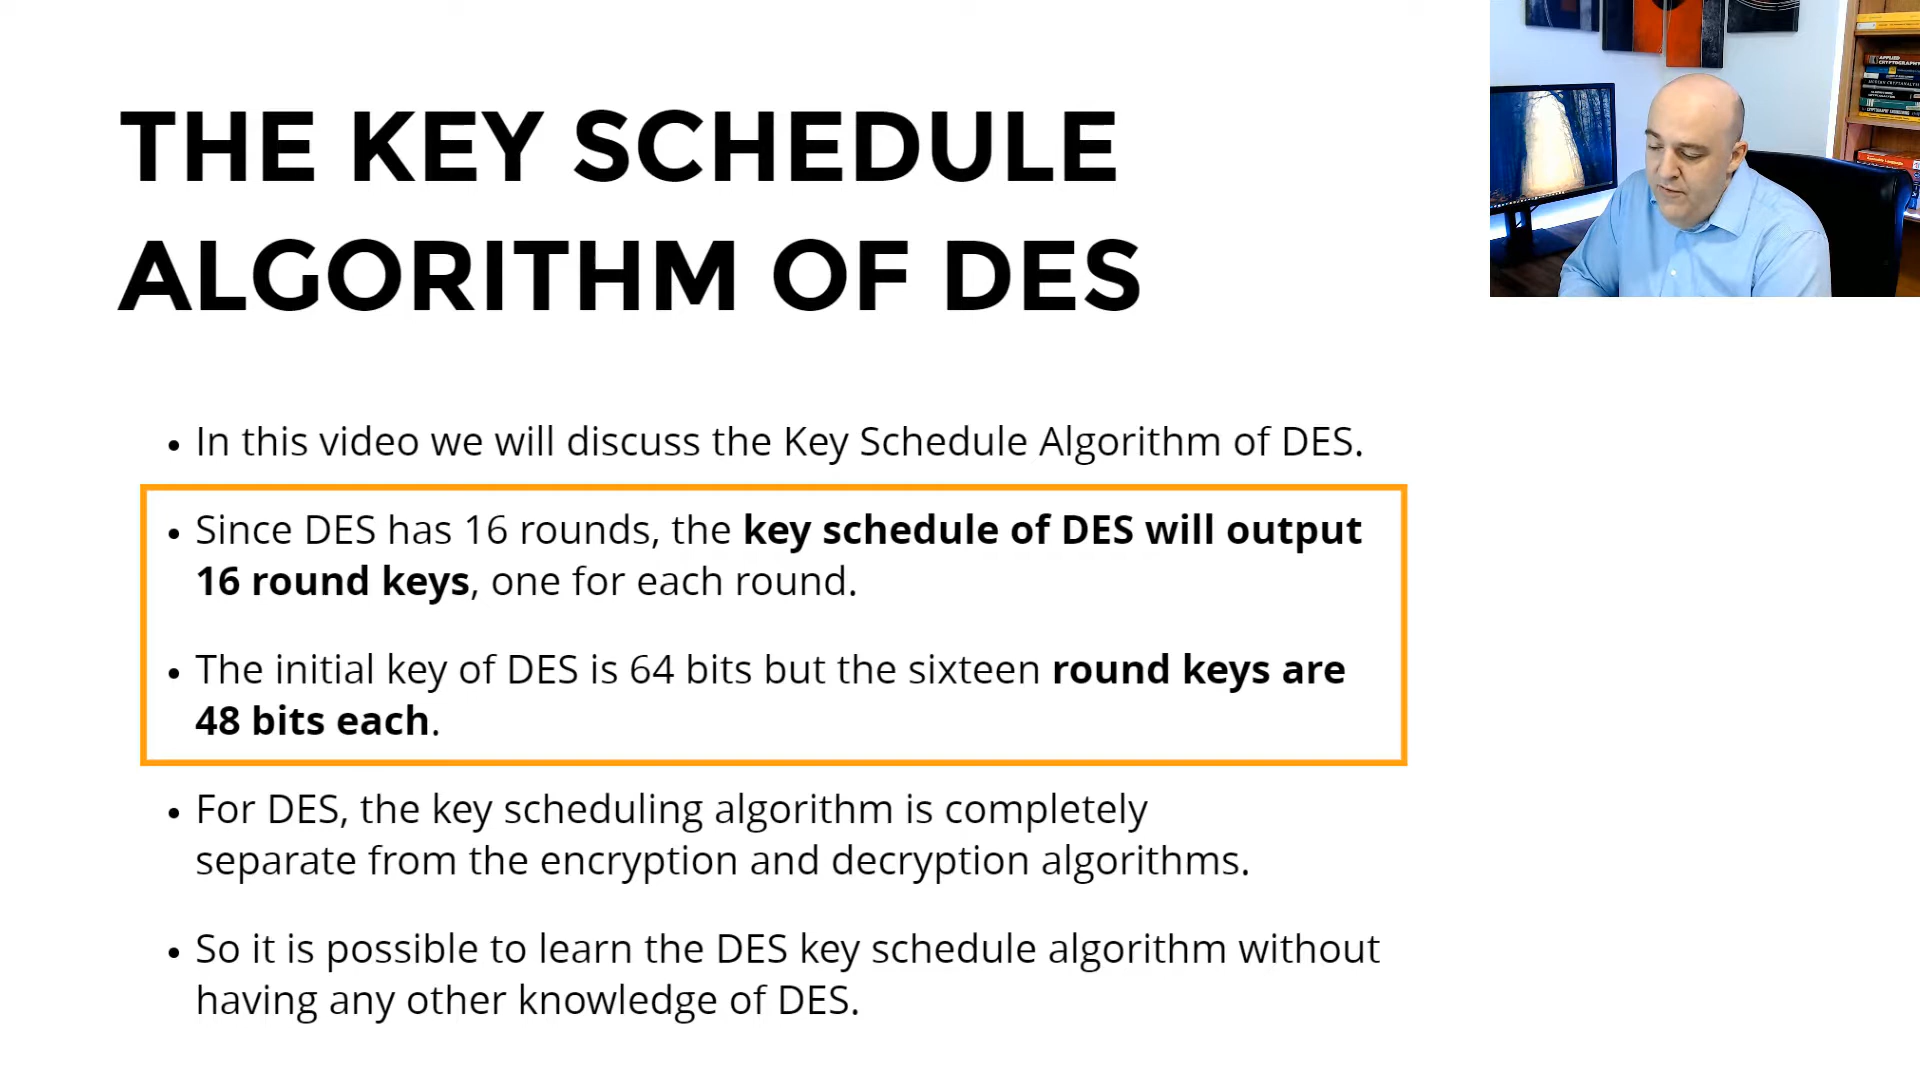 THE KEY SCHEDULE
ALGORITHM OF DES
• In this video we will discuss the Key Schedule Algorithm of DES.
• Since DES has 16 rounds, the key schedule of DES will output
16 round keys, one for each round.
• The initial key of DES is 64 bits but the sixteen round keys are
48 bits each.
• For DES, the key scheduling algorithm is completely
separate from the encryption and decryption algorithms.
• So it is possible to learn the DES key schedule algorithm without
having any other knowledge of DES.
APPLIED
CRYPTOGRAPHY